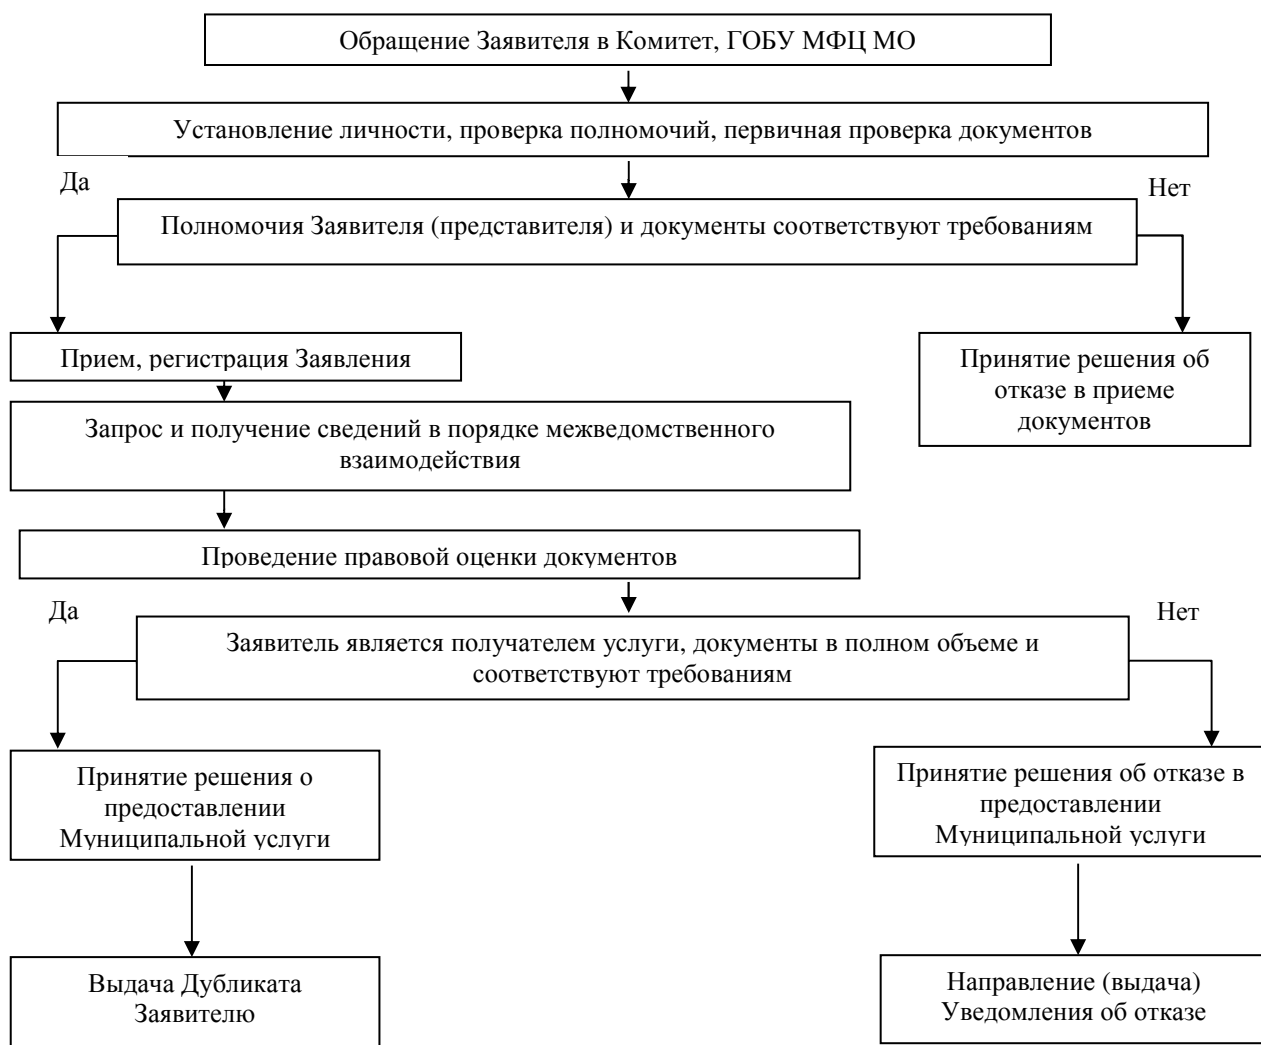 Обращение Заявителя в Комитет, ГОБУ МФЦ МО
Установление личности, проверка полномочий, первичная проверка документов
Да
Нет
Полномочия Заявителя (представителя) и документы соответствуют требованиям
Прием, регистрация Заявления
Принятие решения об
отказе в приеме
документов
Запрос и получение сведений в порядке межведомственного
взаимодействия
Проведение правовой оценки документов
Да
Нет
Заявитель является получателем услуги, документы в полном объеме и
соответствуют требованиям
Принятие решения о
предоставлении
Муниципальной услуги
Принятие решения об отказе в
предоставлении
Муниципальной услуги
Выдача Дубликата
Заявителю
Направление (выдача)
Уведомления об отказе